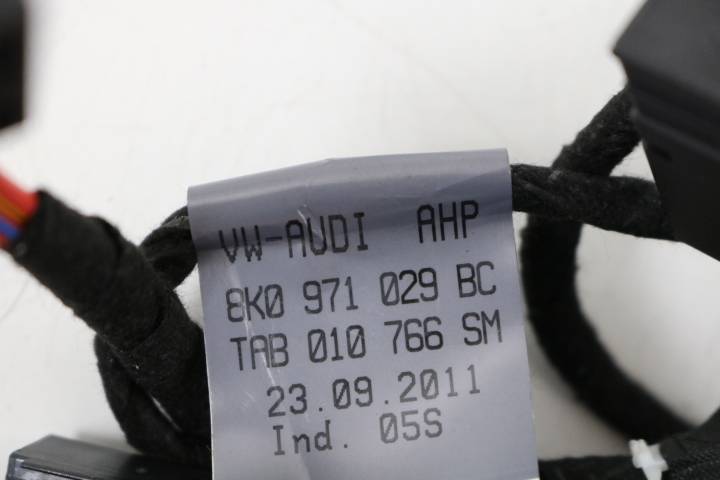 VW-AUDI AHP
8K0 971 029 BC
TAB 010 766 SM
23.09.2011
Ind. 05S